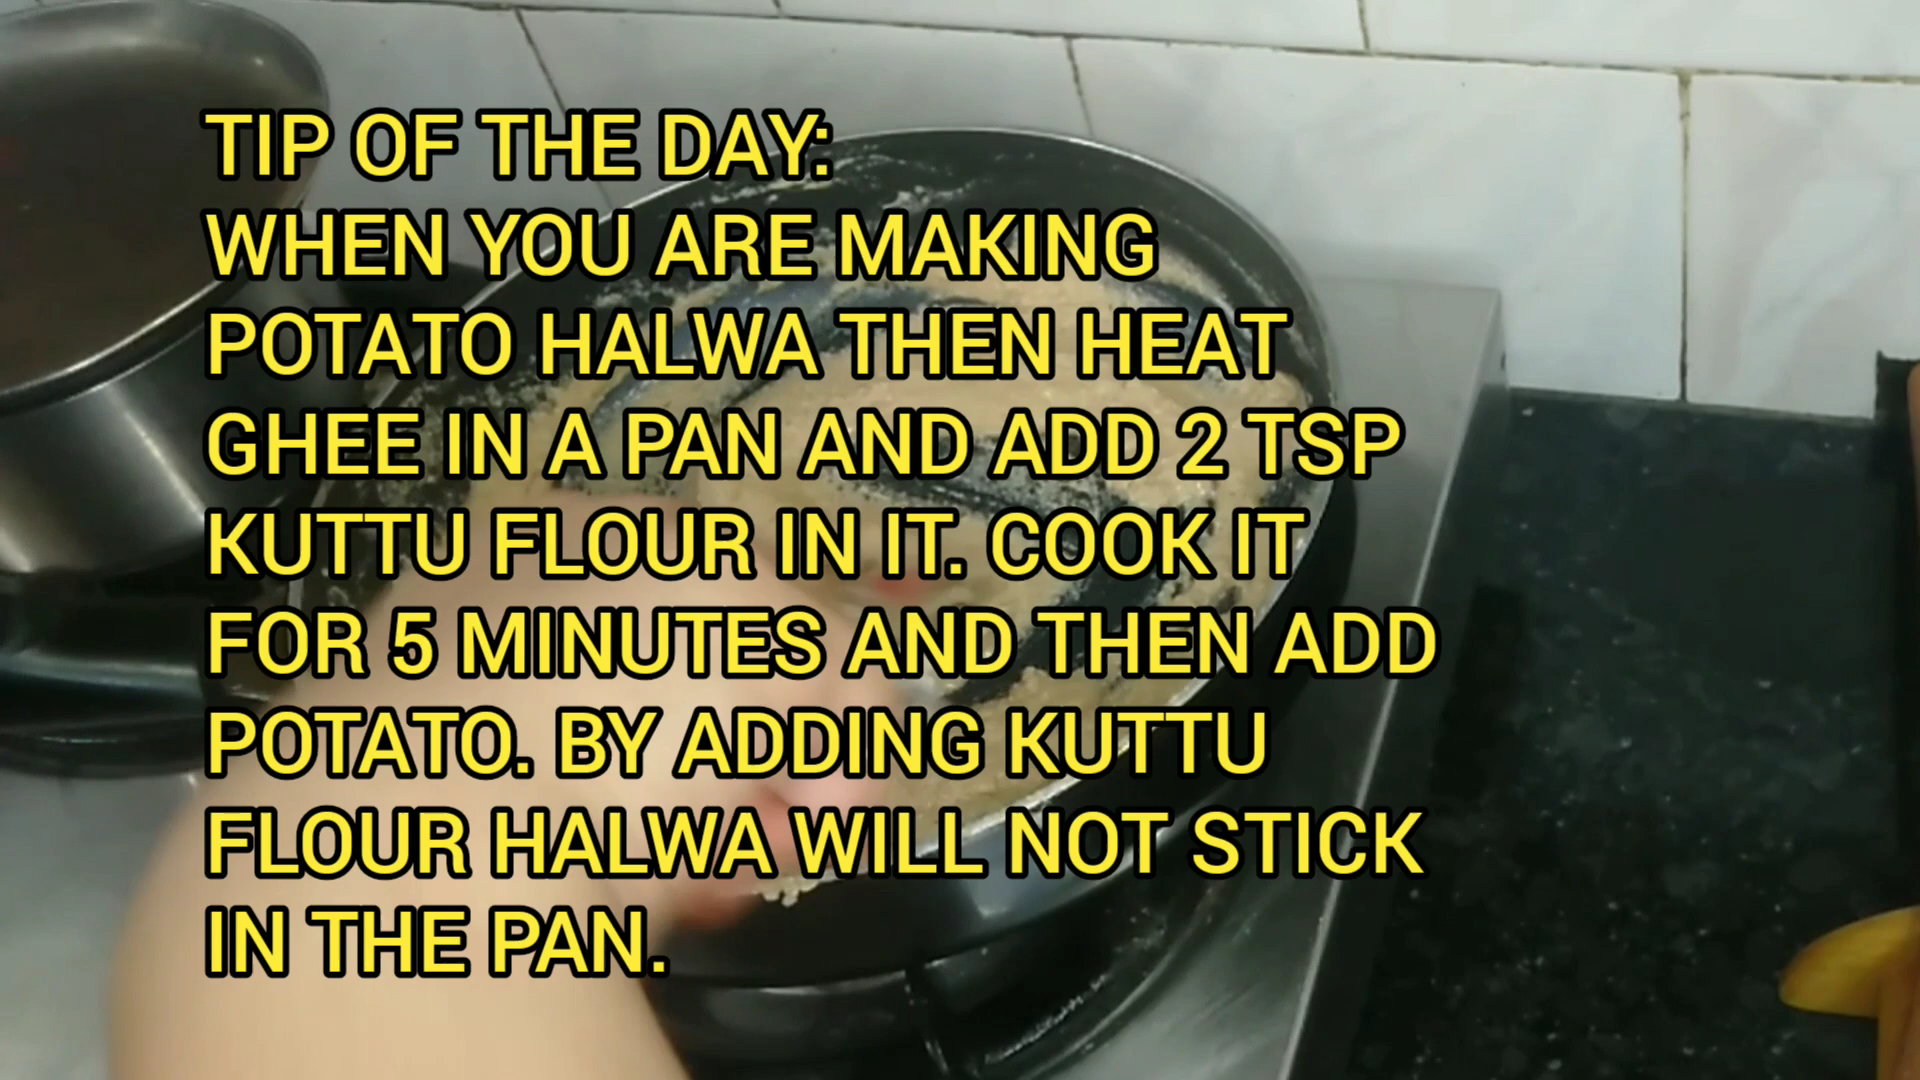 TIP OF THE DAY:
WHEN YOU ARE MAKING
POTATO HALWA THEN HEAT
GHEE IN A PAN AND ADD 2 TSP
KUTTU FLOUR IN IT. COOK IT
FOR 5 MINUTES AND THEN ADD
POTATO. BY ADDING KUTTU
FLOUR HALWA WILL NOT STICK
IN THE PAN.